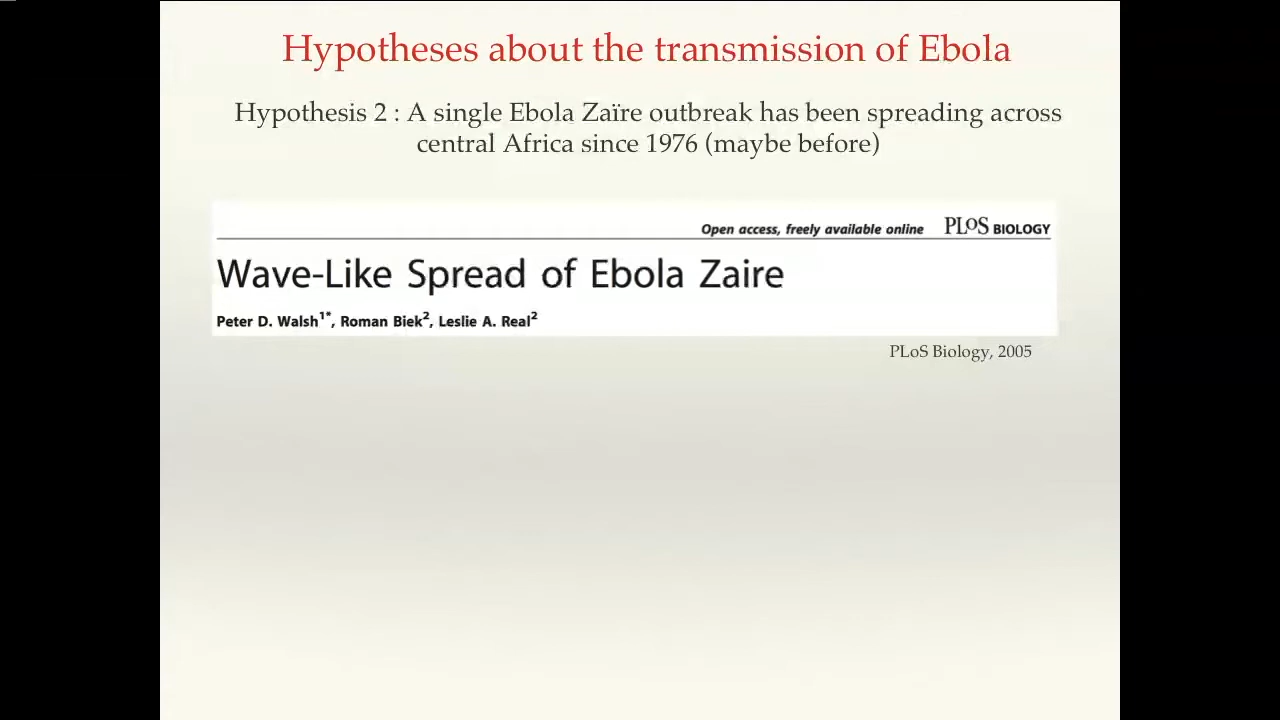 Hypotheses about the transmission of Ebola
Hypothesis 2 : A single Ebola Zaïre outbreak has been spreading across
central Africa since 1976 (maybe before)
Open access, freely available online PLoS BIOLOGY
Wave-Like Spread of Ebola Zaire
Peter D. Walsh1*, Roman Biek2, Leslie A. Real2
PLoS Biology, 2005